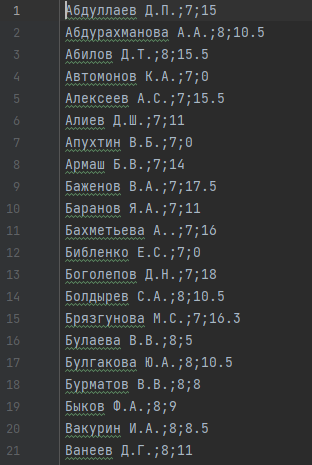 1 Абдуллаев Д.П.;7;15
2 Абдурахманова А.А.;8;10.5
3 Абилов Д.Т.;8;15.5
4 Автомонов К.А.;7;0
5 Алексеев А.С.;7;15.5
6 Алиев Д.Ш.;7;11
7 Апухтин В.Б.;7;0
8 Армаш Б.В.;7;14
9 Баженов В.А.;7;17.5
10 Баранов Я.А.;7;11
11 Бахметьева А..;7;16
12 Библенко Е.С.;7;0
13 Боголепов Д.Н.;7;18
14 Болдырев С.А.;8;10.5
15 Брязгунова М.С.;7;16.3
16 Булаева В.В.;8;5
17 Булгакова Ю.А.;8;10.5
18 Бурматов В.В.;8;8
19 Быков Ф.А.;8;9
20 Вакурин И.А.;8;8.5
21 Ванеев Д.Г.;8;11